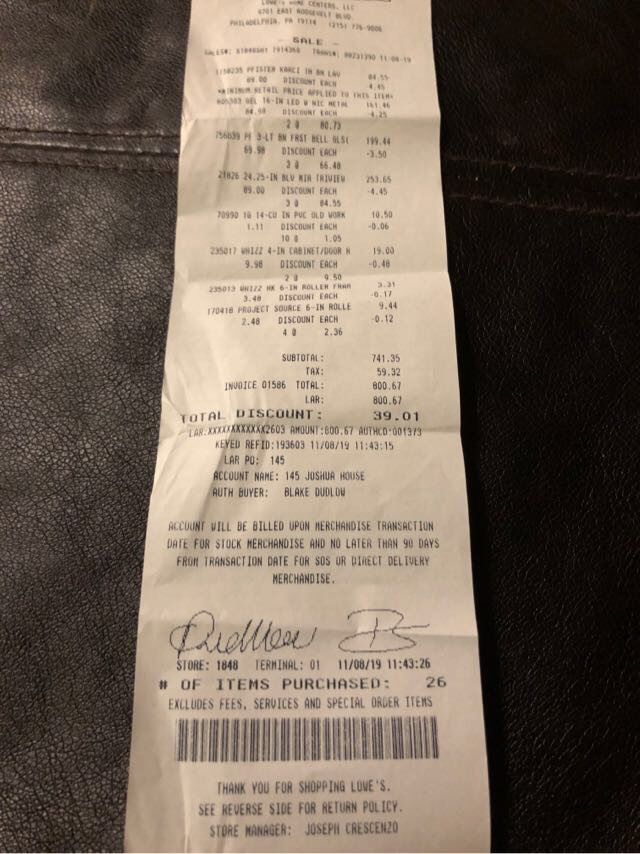 LOWE'S HOME CENTERS, LLC
9701 EAST ROOSEVELT BLVD.
PHILADELPHIA, PA 19114 (215) 776-9006
- SALE -
TRANS#: 88231390 11-08-19
1158235 PFISTER KARCI IN BN LAV 84.55
89.00 DISCOUNT EACH -4.45
*MINIMUM RETAIL PRICE APPLIED TO THIS ITEM*
16-IN LED W NIC METAL 161.46
84.98 DISCOUNT EACH -4.25
2 @ 80.73
756639 PF 3-LT BN FRST BELL GLS( 199.44
69.98 DISCOUNT EACH -3.50
3 @ 66.48
21826 24.25-IN BLV MIR TRIVIEW 253.65
89.00 DISCOUNT EACH -4.45
3 @ 84.55
70990 1G 14-CU IN PVC OLD WORK 10.50
1.11 DISCOUNT EACH -0.06
10 @ 1.05
235017 WHIZZ 4-IN CABINET/DOOR H 19.00
9.98 DISCOUNT EACH -0.48
2 @ 9.50
235013 WHIZZ HK 6-IN ROLLER FRAM 3.31
3.48 DISCOUNT EACH -0.17
170418 PROJECT SOURCE 6-IN ROLLE 9.44
2.48 DISCOUNT EACH -0.12
4 @ 2.36
SUBTOTAL: 741.35
TAX: 59.32
INVOICE 01586 TOTAL: 800.67
LAR: 800.67
TOTAL DISCOUNT: 39.01
LAR:XXXXXXXXXXXX2603 AMOUNT:800.67 AUTHCD:001373
KEYED REFID:193603 11/08/19 11:43:15
LAR PO: 145
ACCOUNT NAME: 145 JOSHUA HOUSE
AUTH BUYER: BLAKE DUDLOW
ACCOUNT WILL BE BILLED UPON MERCHANDISE TRANSACTION
DATE FOR STOCK MERCHANDISE AND NO LATER THAN 90 DAYS
FROM TRANSACTION DATE FOR SOS OR DIRECT DELIVERY
MERCHANDISE.
STORE: 1848 TERMINAL: 01 11/08/19 11:43:26
# OF ITEMS PURCHASED: 26
EXCLUDES FEES, SERVICES AND SPECIAL ORDER ITEMS
THANK YOU FOR SHOPPING LOWE'S.
SEE REVERSE SIDE FOR RETURN POLICY.
STORE MANAGER: JOSEPH CRESCENZO